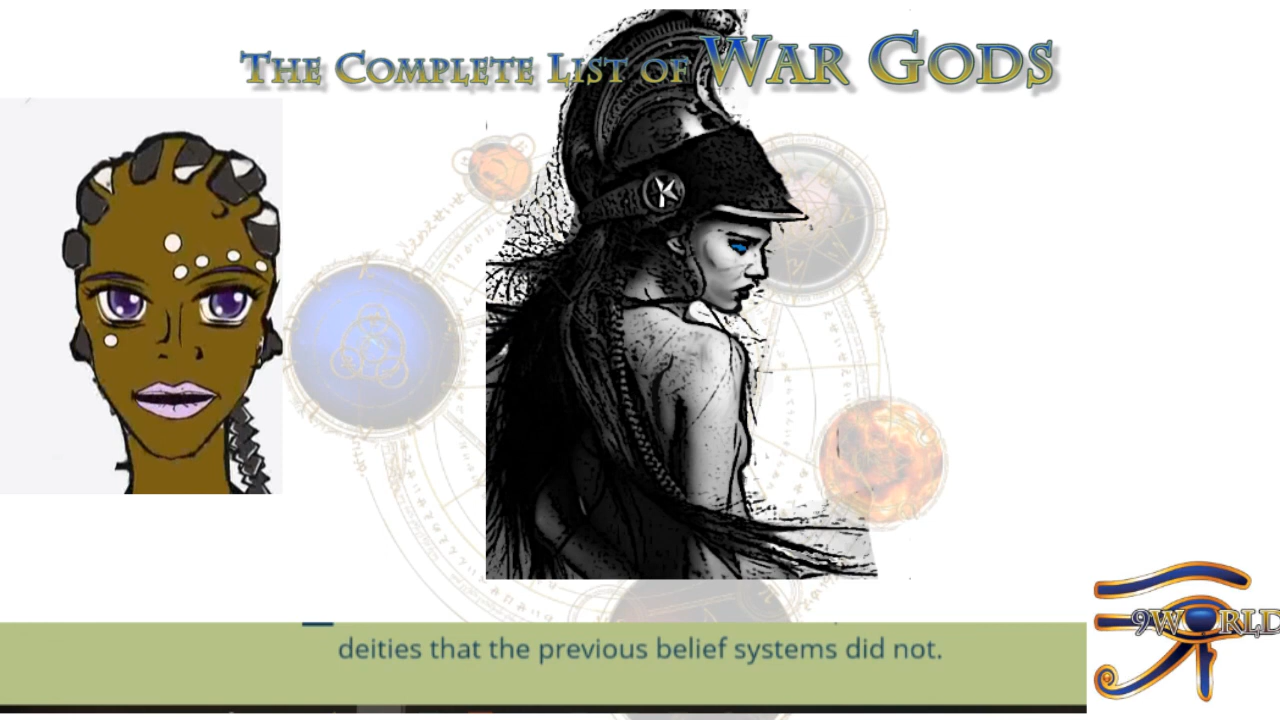 The Complete List of War Gods
deities that the previous belief systems did not.
9World